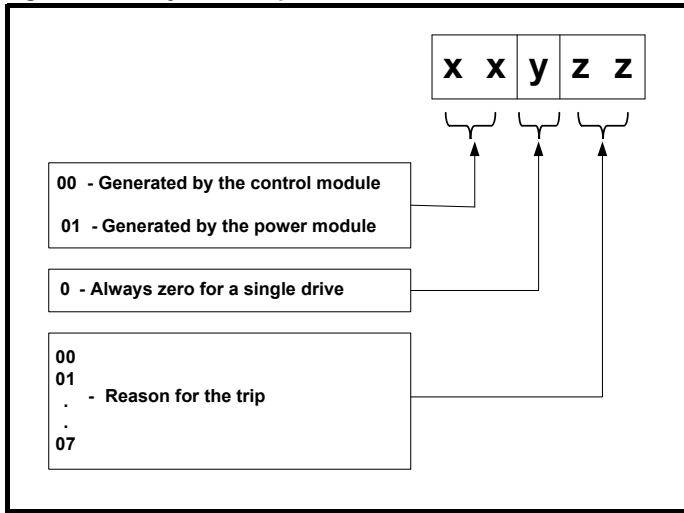 x x y z z
00 - Generated by the control module
01 - Generated by the power module
0 - Always zero for a single drive
00
01
.
- Reason for the trip
.
07